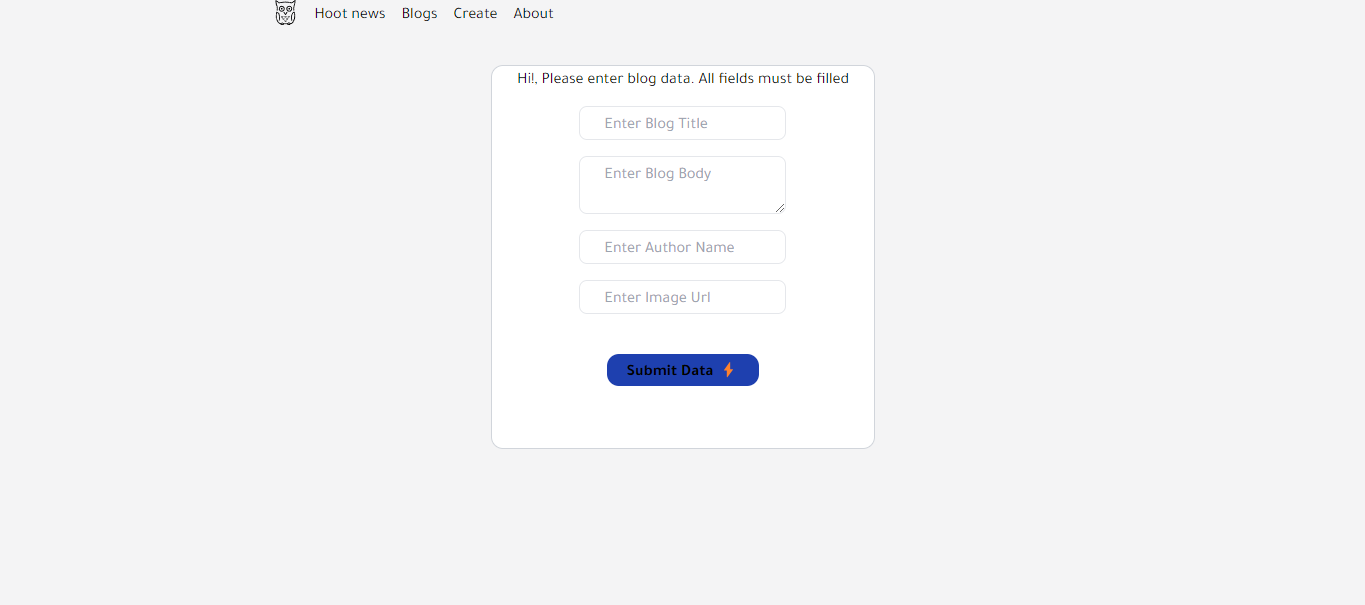 Hoot news Blogs Create About
Hi!, Please enter blog data. All fields must be filled
Enter Blog Title
Enter Blog Body
Enter Author Name
Enter Image Url
Submit Data